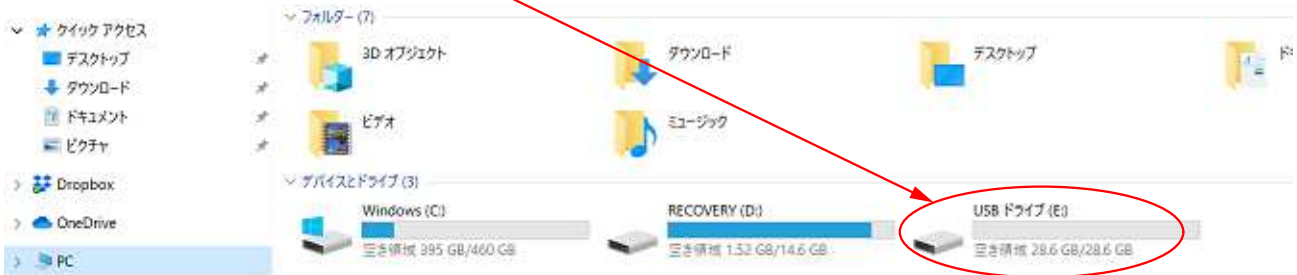 クイック アクセス
デスクトップ
ダウンロード
ドキュメント
ピクチャ
Dropbox
OneDrive
PC
フォルダー (7)
3D オブジェクト
ダウンロード
デスクトップ
ビデオ
ミュージック
デバイスとドライブ (3)
Windows (C:)
空き領域 395 GB/460 GB
RECOVERY (D:)
空き領域 1.52 GB/14.6 GB
USB ドライブ (E:)
空き領域 28.6 GB/28.6 GB